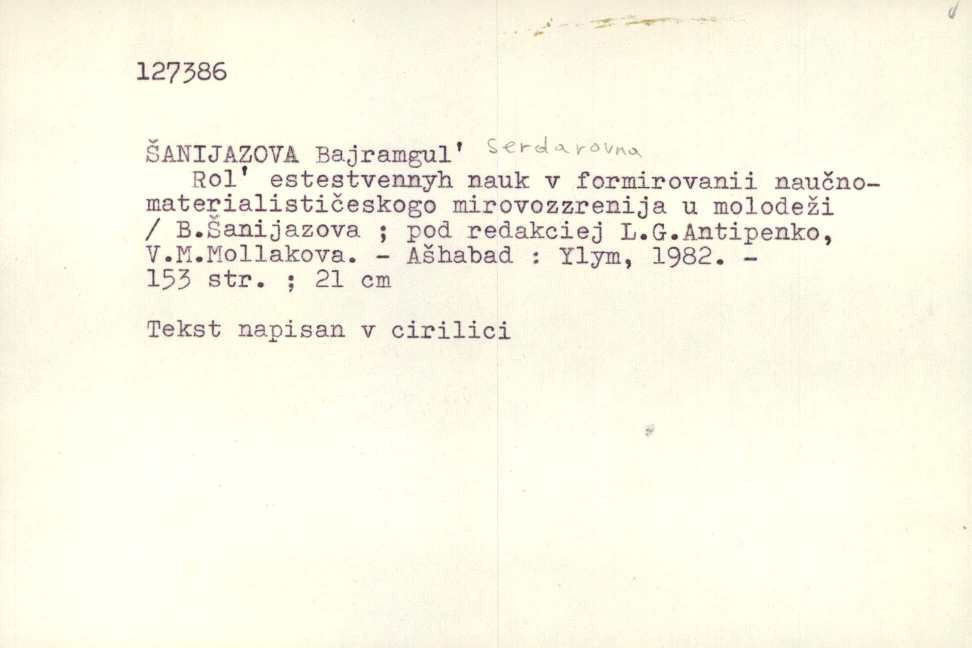 127386
ŠANIJAZOVA Bajramgul' Serdarovna
Rol' estestvennyh nauk v formirovanii naučno-
materialističeskogo mirovozzrenija u molodeži
/ B.Šanijazova ; pod redakciej L.G.Antipenko,
V.M.Mollakova. - Ašhabad : Ylym, 1982. -
153 str. ; 21 cm
Tekst napisan v cirilici